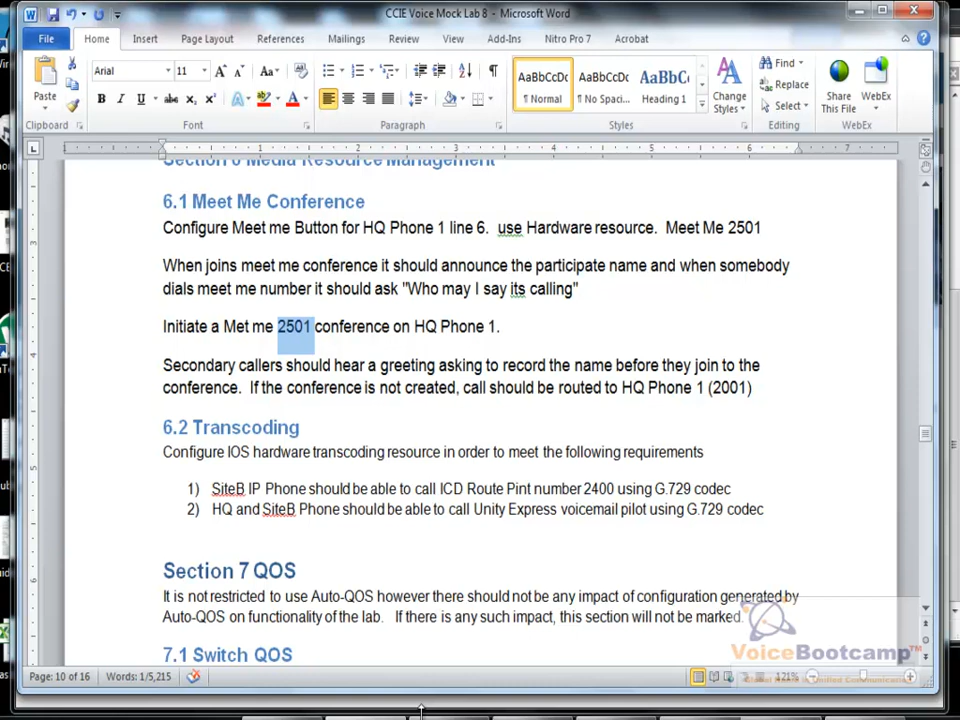 CCIE Voice Mock Lab 8 - Microsoft Word
File Home Insert Page Layout References Mailings Review View Add-Ins Nitro Pro 7 Acrobat
Arial 11
Paste
Clipboard Font Paragraph Styles Editing WebEx
AaBbCcDc AaBbCcDc AaBbC
¶ Normal ¶ No Spaci... Heading 1
Change Styles
Find
Replace
Select
Share This File
WebEx
Section 6 Media Resource Management
6.1 Meet Me Conference
Configure Meet me Button for HQ Phone 1 line 6. use Hardware resource. Meet Me 2501
When joins meet me conference it should announce the participate name and when somebody
dials meet me number it should ask "Who may I say its calling"
Initiate a Met me 2501 conference on HQ Phone 1.
Secondary callers should hear a greeting asking to record the name before they join to the
conference. If the conference is not created, call should be routed to HQ Phone 1 (2001)
6.2 Transcoding
Configure IOS hardware transcoding resource in order to meet the following requirements
1) SiteB IP Phone should be able to call ICD Route Pint number 2400 using G.729 codec
2) HQ and SiteB Phone should be able to call Unity Express voicemail pilot using G.729 codec
Section 7 QOS
It is not restricted to use Auto-QOS however there should not be any impact of configuration generated by
Auto-QOS on functionality of the lab. If there is any such impact, this section will not be marked.
7.1 Switch QOS
VoiceBootcamp™
Page: 10 of 16 Words: 1/5,215 121%